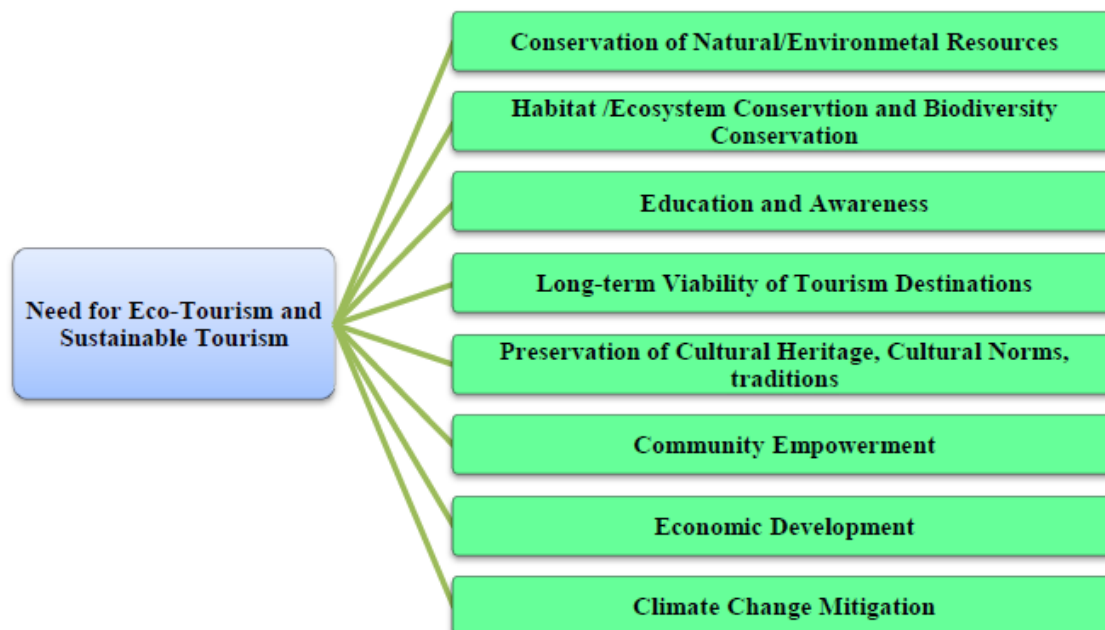 Conservation of Natural/Environmetal Resources
Habitat /Ecosystem Conservtion and Biodiversity
Conservation
Education and Awareness
Long-term Viability of Tourism Destinations
Need for Eco-Tourism and
Sustainable Tourism
Preservation of Cultural Heritage, Cultural Norms,
traditions
Community Empowerment
Economic Development
Climate Change Mitigation